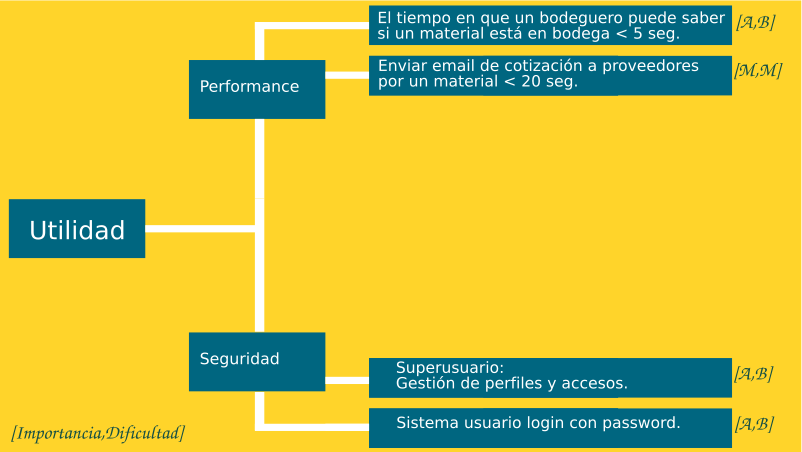 El tiempo en que un bodeguero puede saber
si un material está en bodega < 5 seg.
[A,B]
Enviar email de cotización a proveedores
por un material < 20 seg.
[M,M]
Performance
Utilidad
Seguridad
Superusuario:
Gestión de perfiles y accesos.
[A,B]
Sistema usuario login con password.
[A,B]
[Importancia,Dificultad]